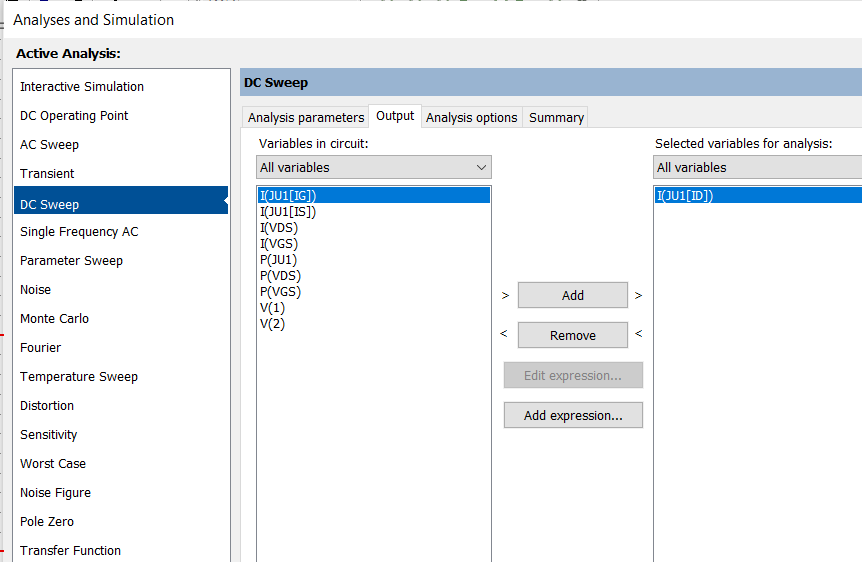 Analyses and Simulation
Active Analysis:
Interactive Simulation
DC Operating Point
AC Sweep
Transient
DC Sweep
Single Frequency AC
Parameter Sweep
Noise
Monte Carlo
Fourier
Temperature Sweep
Distortion
Sensitivity
Worst Case
Noise Figure
Pole Zero
Transfer Function
DC Sweep
Analysis parameters
Output
Analysis options
Summary
Variables in circuit:
All variables
I(JU1[IG])
I(JU1[IS])
I(VDS)
I(VGS)
P(JU1)
P(VDS)
P(VGS)
V(1)
V(2)
> Add >
< Remove <
Edit expression...
Add expression...
Selected variables for analysis:
All variables
I(JU1[ID])